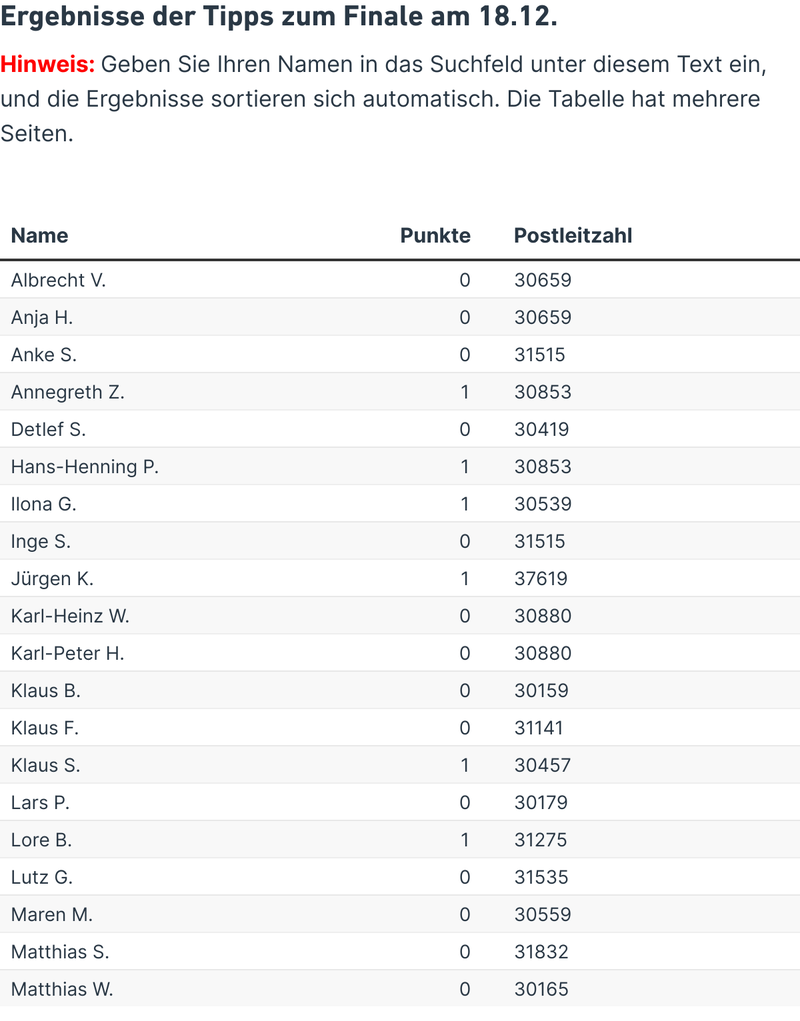 Ergebnisse der Tipps zum Finale am 18.12.
Hinweis: Geben Sie Ihren Namen in das Suchfeld unter diesem Text ein,
und die Ergebnisse sortieren sich automatisch. Die Tabelle hat mehrere
Seiten.
Name Punkte Postleitzahl
Albrecht V. 0 30659
Anja H. 0 30659
Anke S. 0 31515
Annegreth Z. 1 30853
Detlef S. 0 30419
Hans-Henning P. 1 30853
Ilona G. 1 30539
Inge S. 0 31515
Jürgen K. 1 37619
Karl-Heinz W. 0 30880
Karl-Peter H. 0 30880
Klaus B. 0 30159
Klaus F. 0 31141
Klaus S. 1 30457
Lars P. 0 30179
Lore B. 1 31275
Lutz G. 0 31535
Maren M. 0 30559
Matthias S. 0 31832
Matthias W. 0 30165